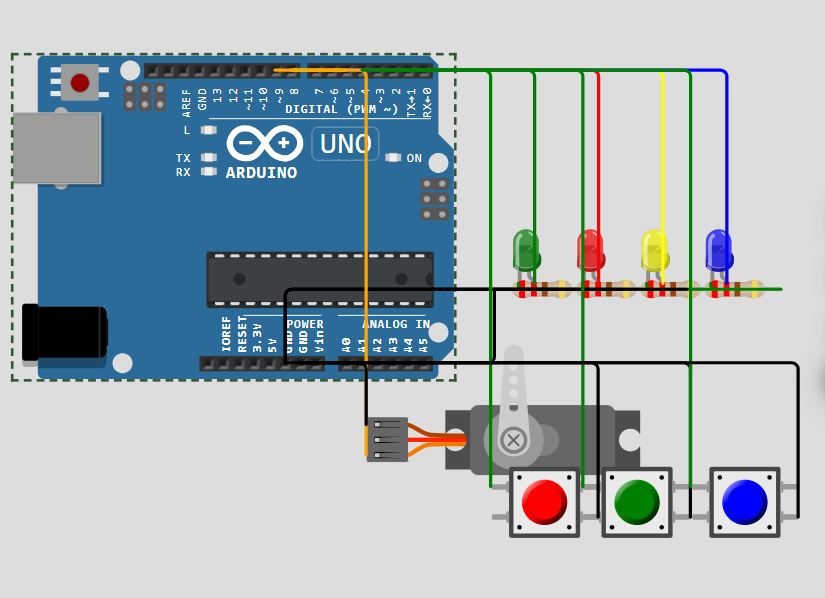 AREF
GND
13
12
~11
~10
~9
8
7
~6
~5
4
~3
2
TX→1
RX←0
DIGITAL (PWM ~)
L
TX
RX
UNO
ON
ARDUINO
IOREF
RESET
3.3V
5V
GND
GND
Vin
POWER
ANALOG IN
A0
A1
A2
A3
A4
A5